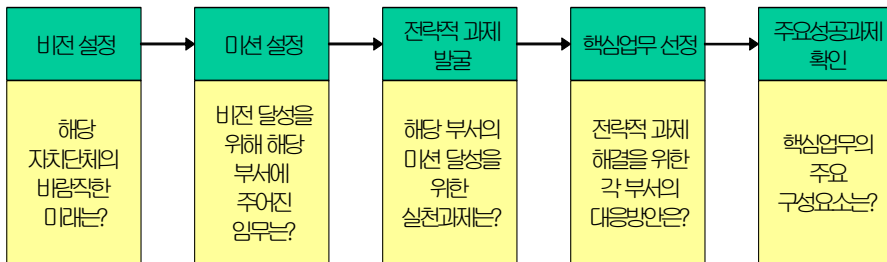 비전 설정
미션 설정
전략적 과제
발굴
핵심업무 선정
주요성공과제
확인
해당
자치단체의
바람직한
미래는?
비전 달성을
위해 해당
부서에
주어진
임무는?
해당 부서의
미션 달성을
위한
실천과제는?
전략적 과제
해결을 위한
각 부서의
대응방안은?
핵심업무의
주요
구성요소는?